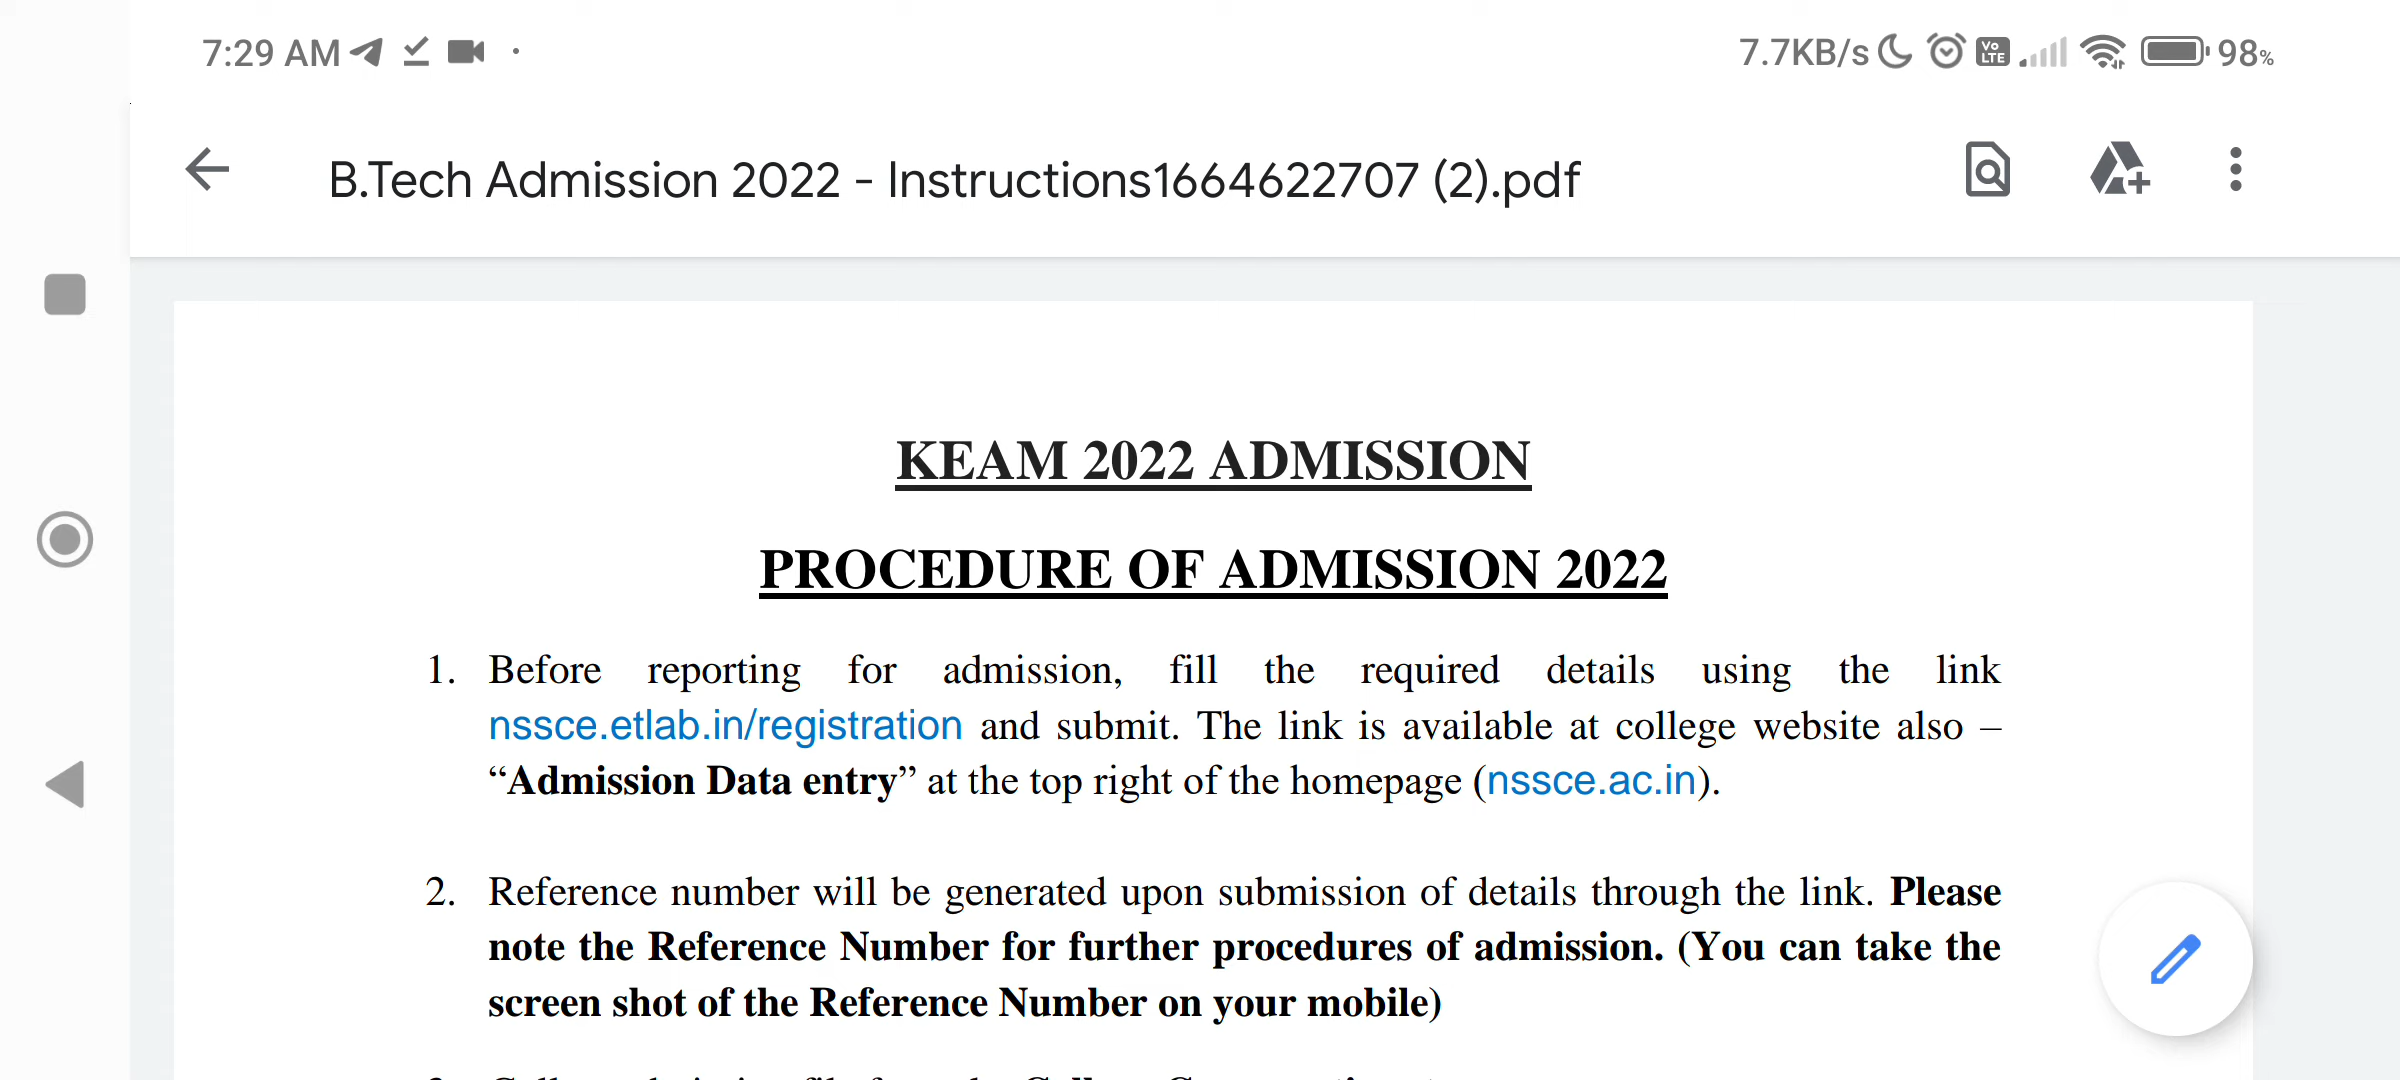 7:29 AM
7.7KB/s Vo LTE 98%
B.Tech Admission 2022 - Instructions1664622707 (2).pdf
KEAM 2022 ADMISSION
PROCEDURE OF ADMISSION 2022
1. Before reporting for admission, fill the required details using the link
nssce.etlab.in/registration and submit. The link is available at college website also –
“Admission Data entry” at the top right of the homepage (nssce.ac.in).
2. Reference number will be generated upon submission of details through the link. Please
note the Reference Number for further procedures of admission. (You can take the
screen shot of the Reference Number on your mobile)